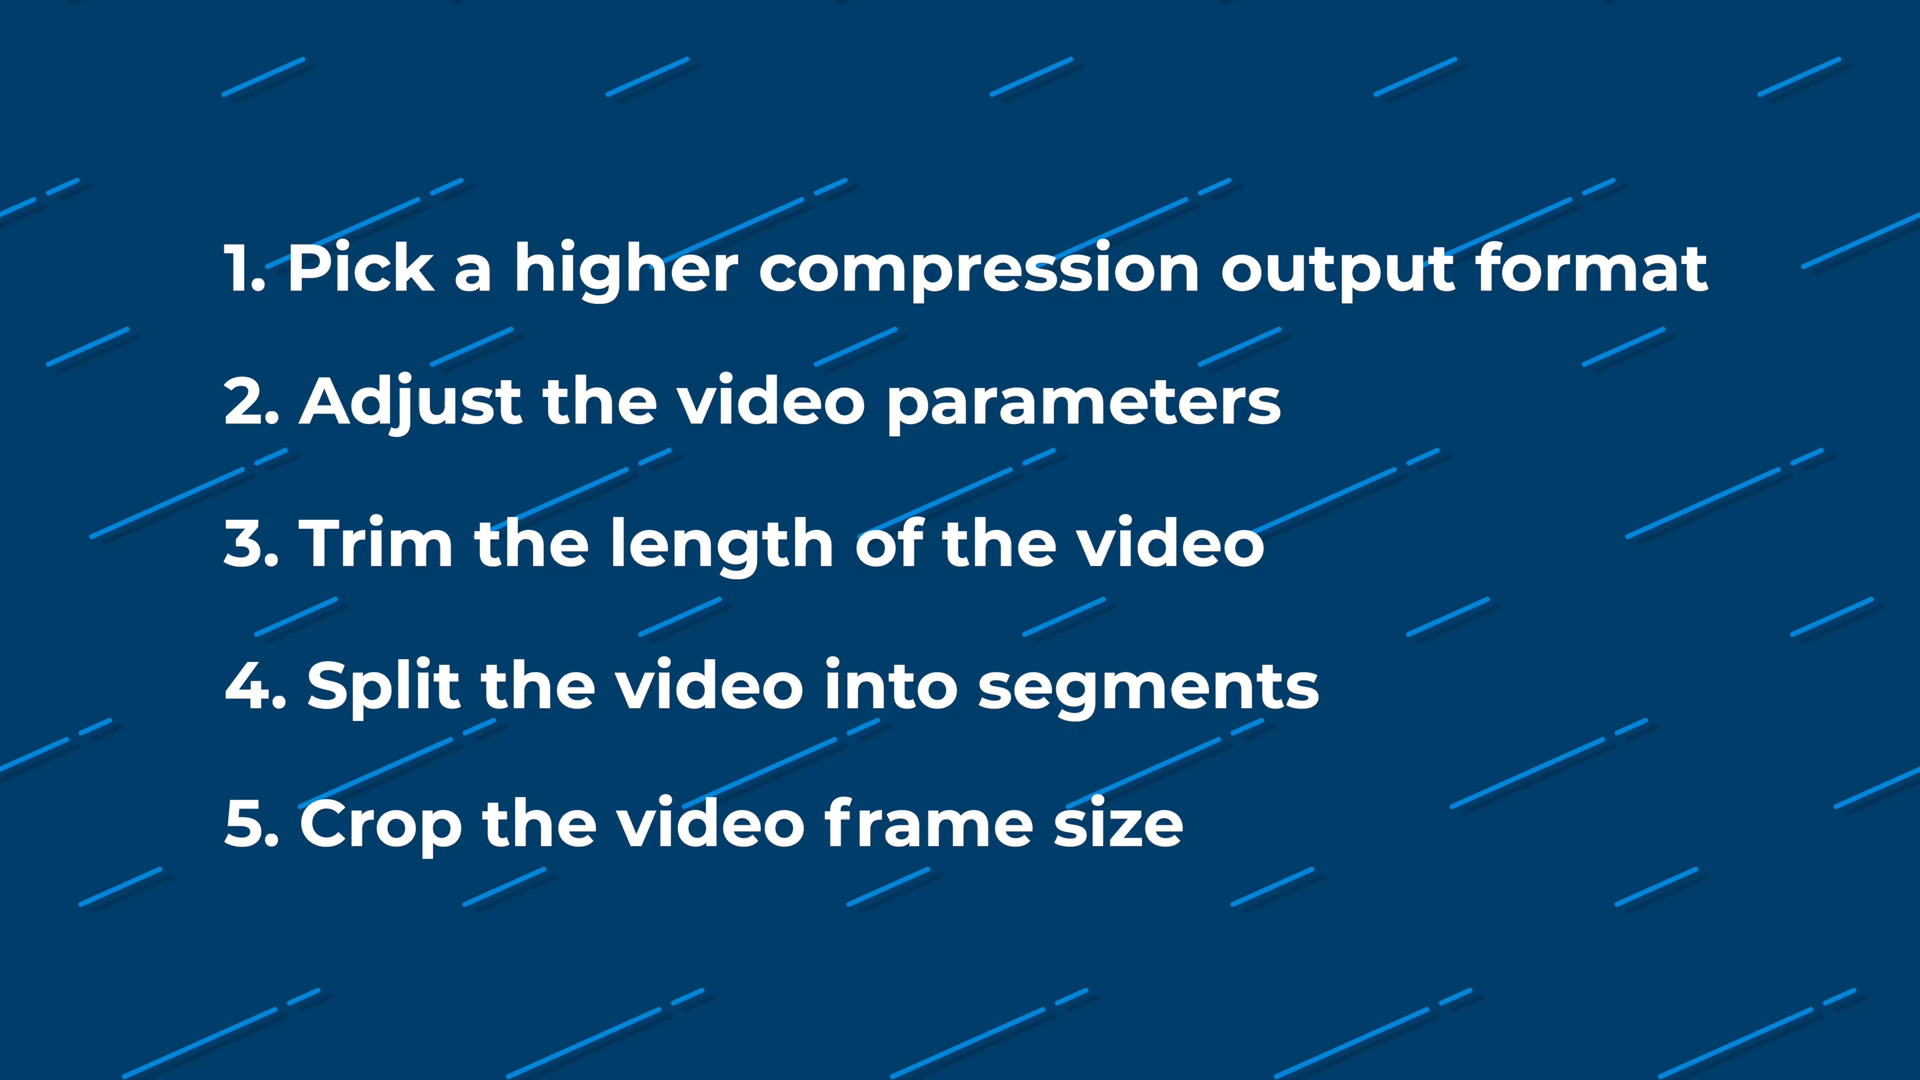 1. Pick a higher compression output format
2. Adjust the video parameters
3. Trim the length of the video
4. Split the video into segments
5. Crop the video frame size